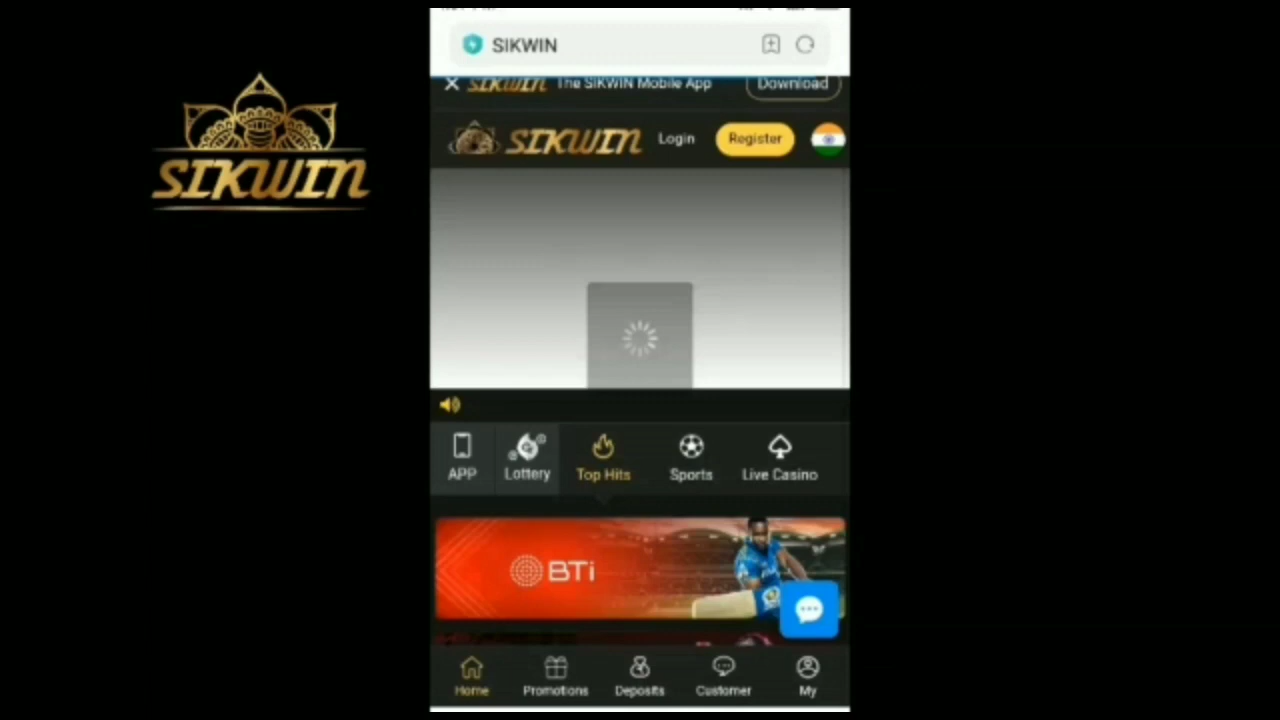 SIKWIN
SIKWIN
SIKWIN The SIKWIN Mobile App Download
SIKWIN Login Register
APP Lottery Top Hits Sports Live Casino
BTi
Home Promotions Deposits Customer My